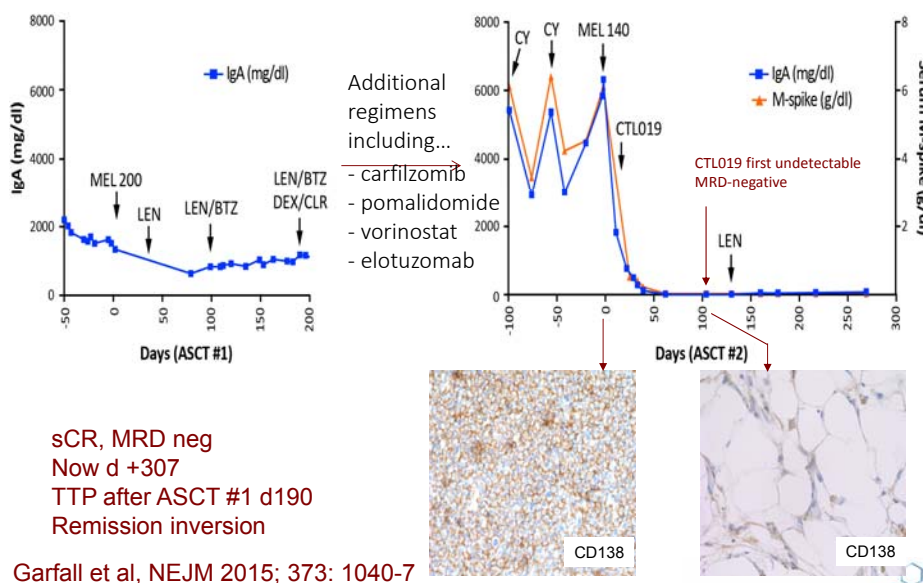 8000
6000
4000
2000
0
IgA (mg/dl)
IgA (mg/dl)
MEL 200
LEN
LEN/BTZ
LEN/BTZ
DEX/CLR
-50
0
50
100
150
200
Days (ASCT #1)
Additional
regimens
including...
- carfilzomib
- pomalidomide
- vorinostat
- elotuzomab
8000
6000
4000
2000
0
CY
CY
MEL 140
IgA (mg/dl)
M-spike (g/dl)
CTL019
CTL019 first undetectable
MRD-negative
LEN
8
6
4
2
0
-100
-50
0
50
100
150
200
250
300
Days (ASCT #2)
CD138
CD138
sCR, MRD neg
Now d +307
TTP after ASCT #1 d190
Remission inversion
Garfall et al, NEJM 2015; 373: 1040-7